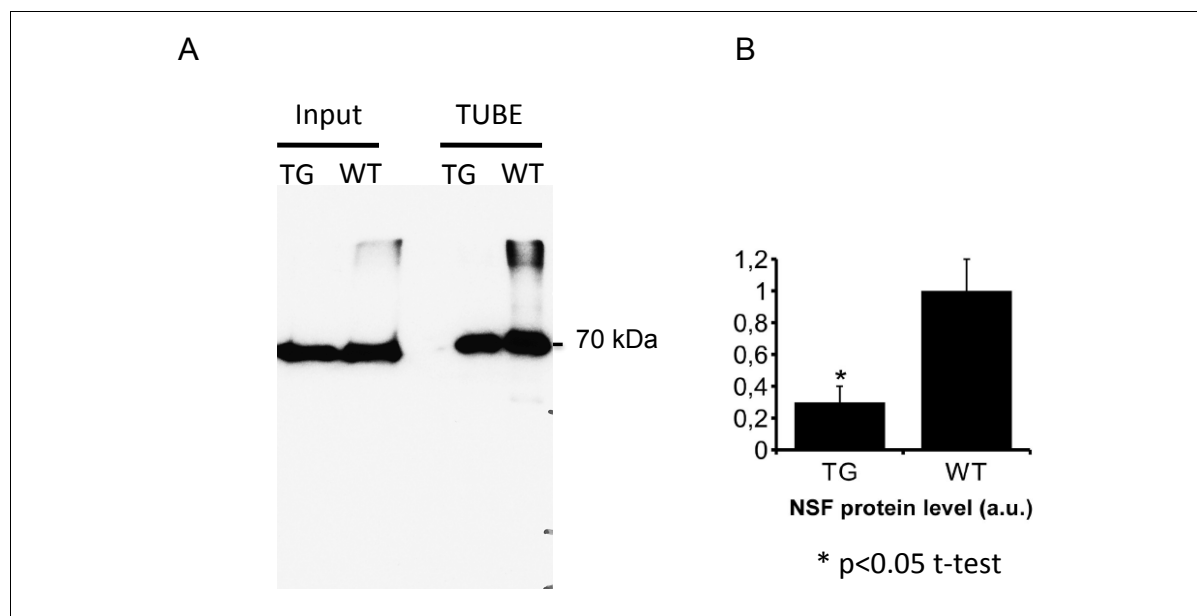 A
B
Input TUBE
TG WT TG WT
70 kDa
1,2
1
0,8
0,6
0,4
0,2
0
*
TG WT
NSF protein level (a.u.)
* p<0.05 t-test